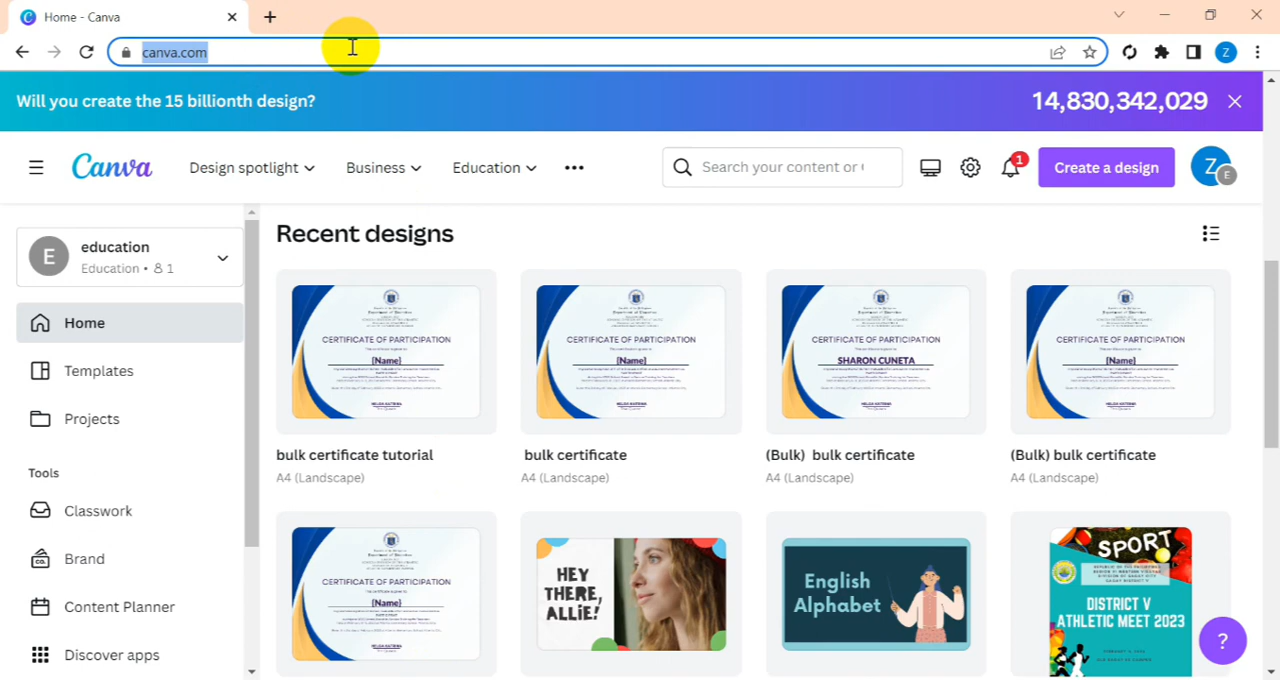 Home - Canva
canva.com
Z
Will you create the 15 billionth design?
14,830,342,029
Canva
Design spotlight
Business
Education
Search your content or
1
Create a design
Z
E
E
education
Education • 1
Home
Templates
Projects
Tools
Classwork
Brand
Content Planner
Discover apps
Recent designs
CERTIFICATE OF PARTICIPATION
{Name}
CERTIFICATE OF PARTICIPATION
{Name}
CERTIFICATE OF PARTICIPATION
SHARON CUNETA
CERTIFICATE OF PARTICIPATION
{Name}
bulk certificate tutorial
A4 (Landscape)
bulk certificate
A4 (Landscape)
(Bulk) bulk certificate
A4 (Landscape)
(Bulk) bulk certificate
A4 (Landscape)
CERTIFICATE OF PARTICIPATION
{Name}
HEY
THERE,
ALLIE!
English
Alphabet
SPORT
DISTRICT V
ATHLETIC MEET 2023
?